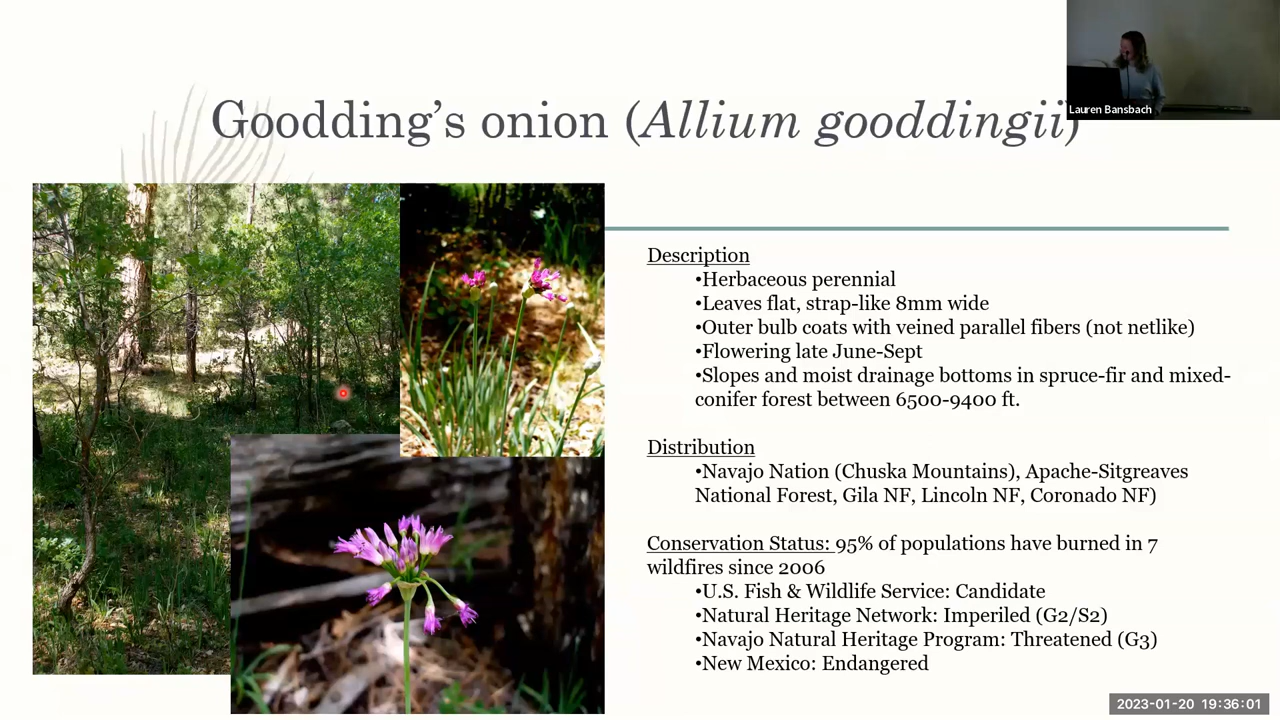 Lauren Bansbach
Goodding's onion (Allium gooddingii)
Description
•Herbaceous perennial
•Leaves flat, strap-like 8mm wide
•Outer bulb coats with veined parallel fibers (not netlike)
•Flowering late June-Sept
•Slopes and moist drainage bottoms in spruce-fir and mixed-
conifer forest between 6500-9400 ft.
Distribution
•Navajo Nation (Chuska Mountains), Apache-Sitgreaves
National Forest, Gila NF, Lincoln NF, Coronado NF)
Conservation Status: 95% of populations have burned in 7
wildfires since 2006
•U.S. Fish & Wildlife Service: Candidate
•Natural Heritage Network: Imperiled (G2/S2)
•Navajo Natural Heritage Program: Threatened (G3)
•New Mexico: Endangered
2023-01-20 19:36:01